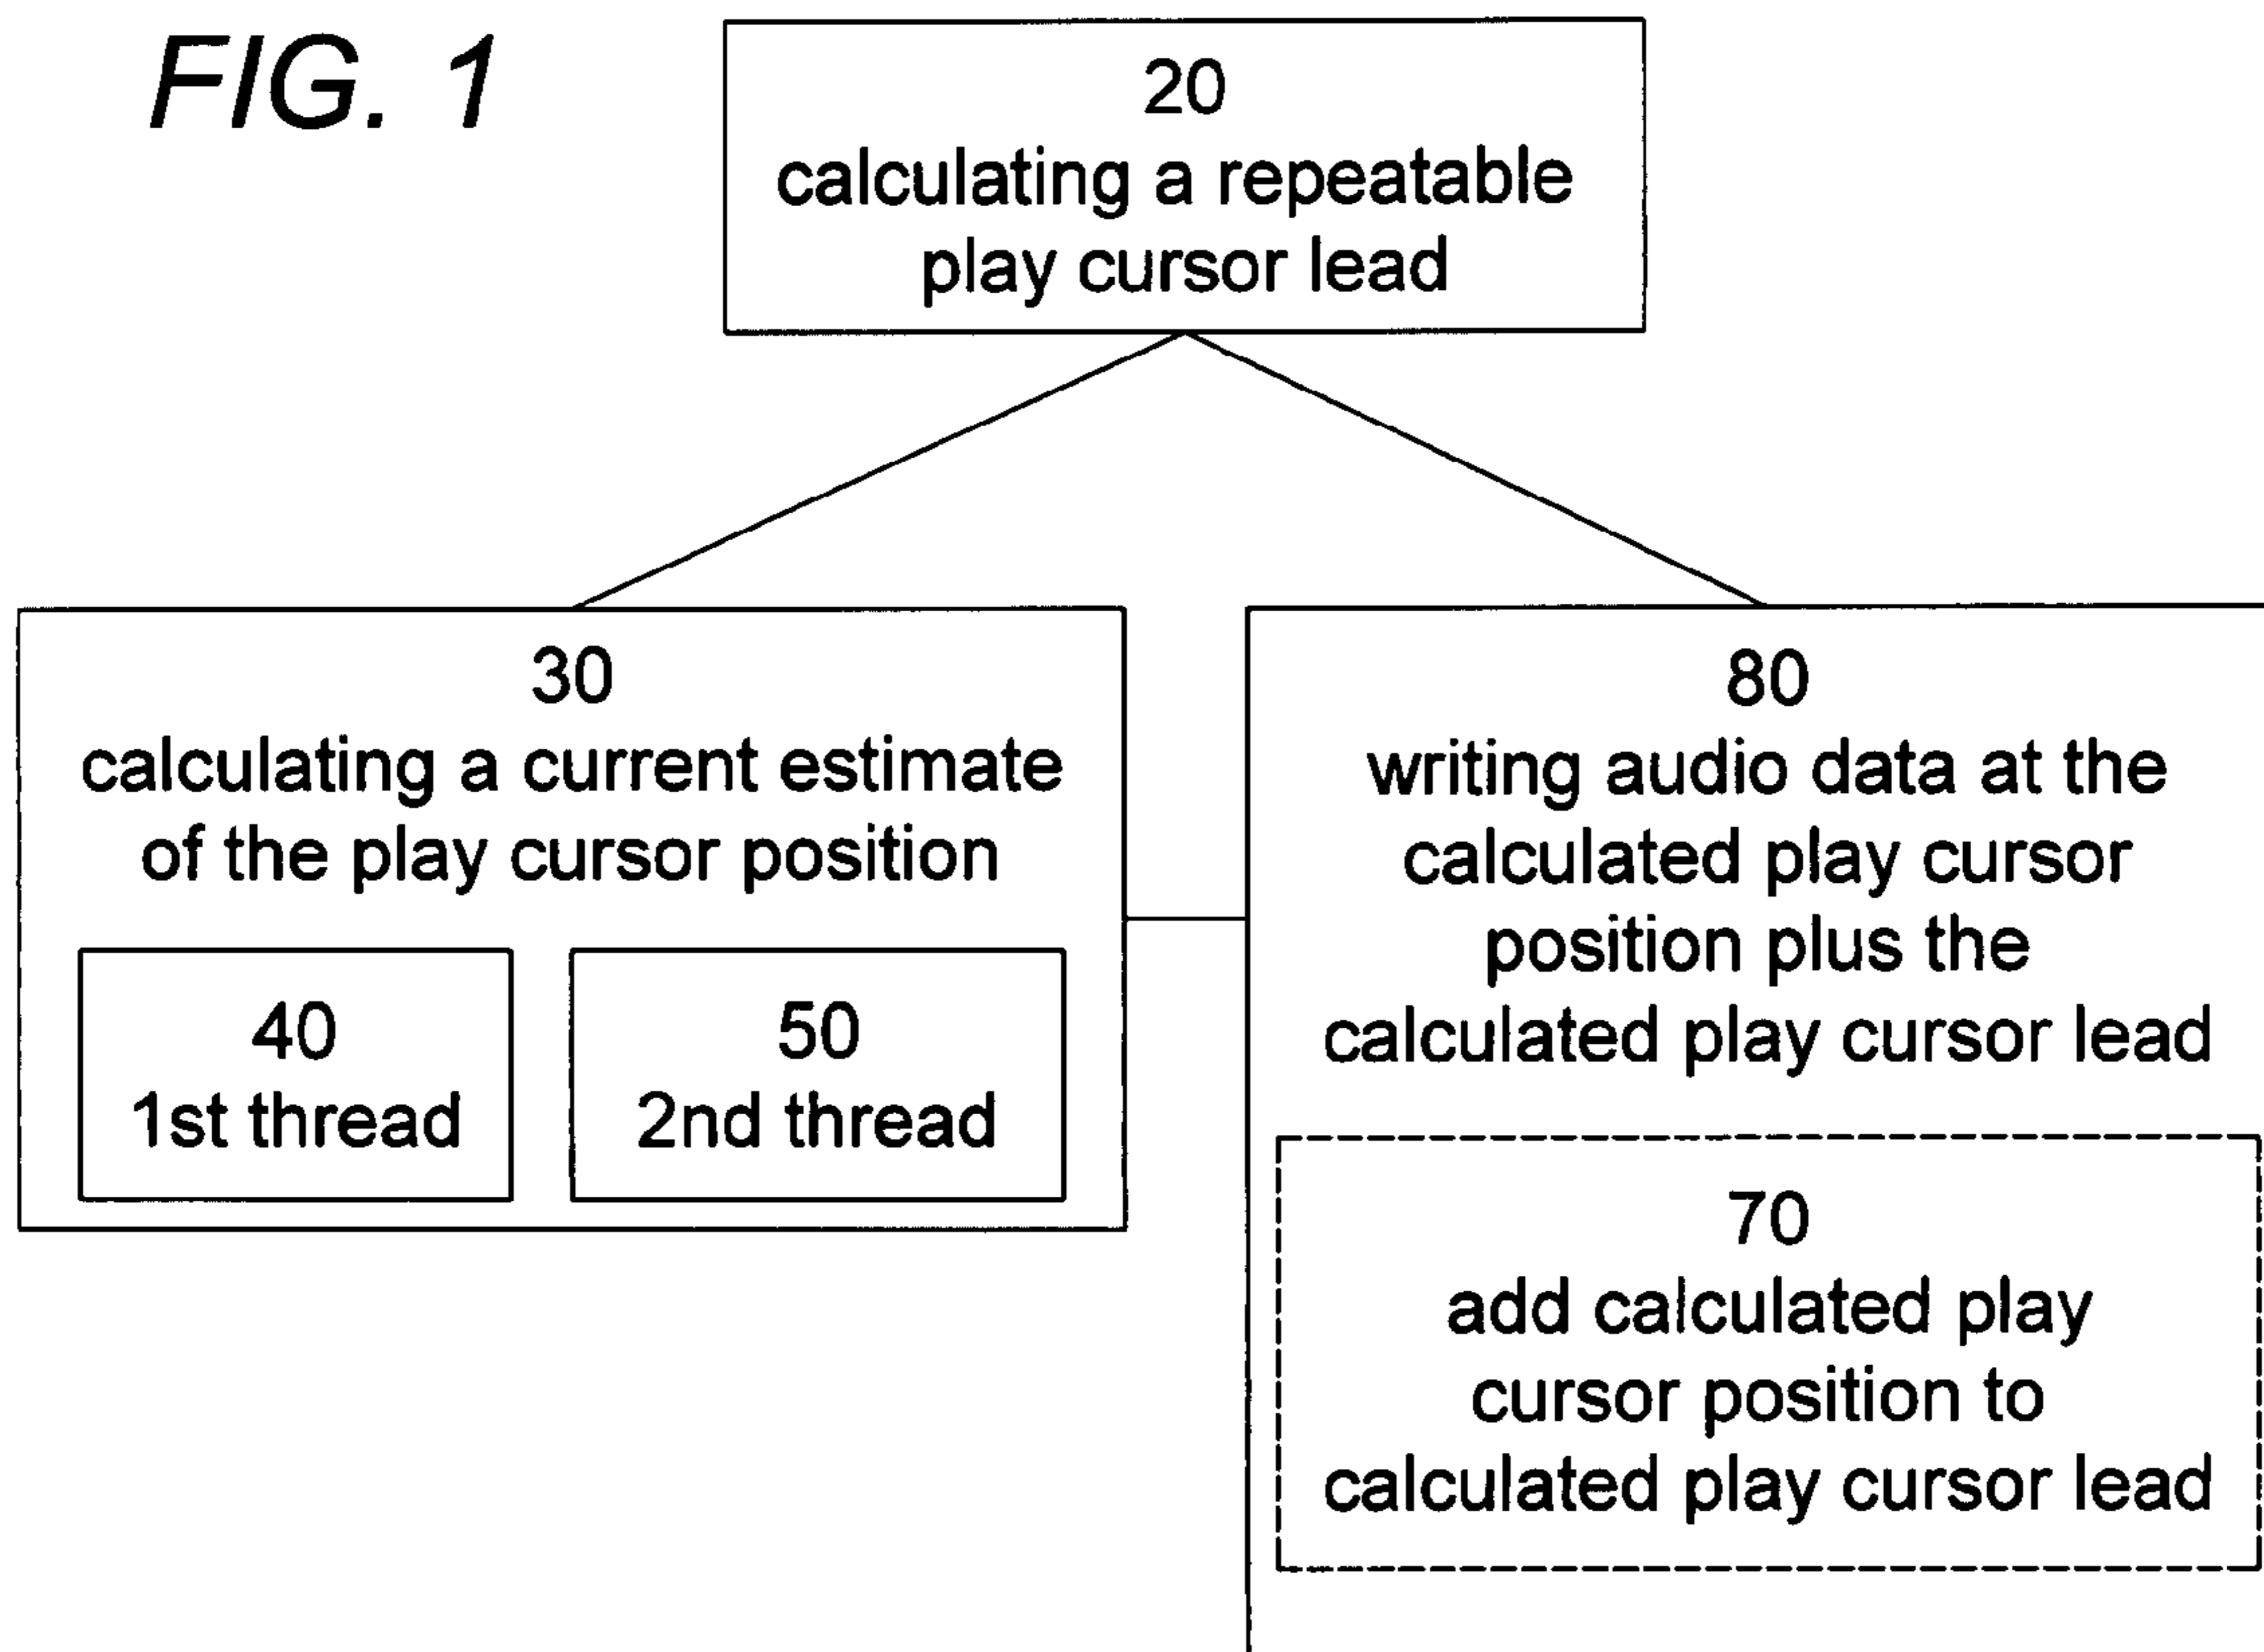 FIG. 1
20
calculating a repeatable
play cursor lead
30
calculating a current estimate
of the play cursor position
40
1st thread
50
2nd thread
80
writing audio data at the
calculated play cursor
position plus the
calculated play cursor lead
70
add calculated play
cursor position to
calculated play cursor lead